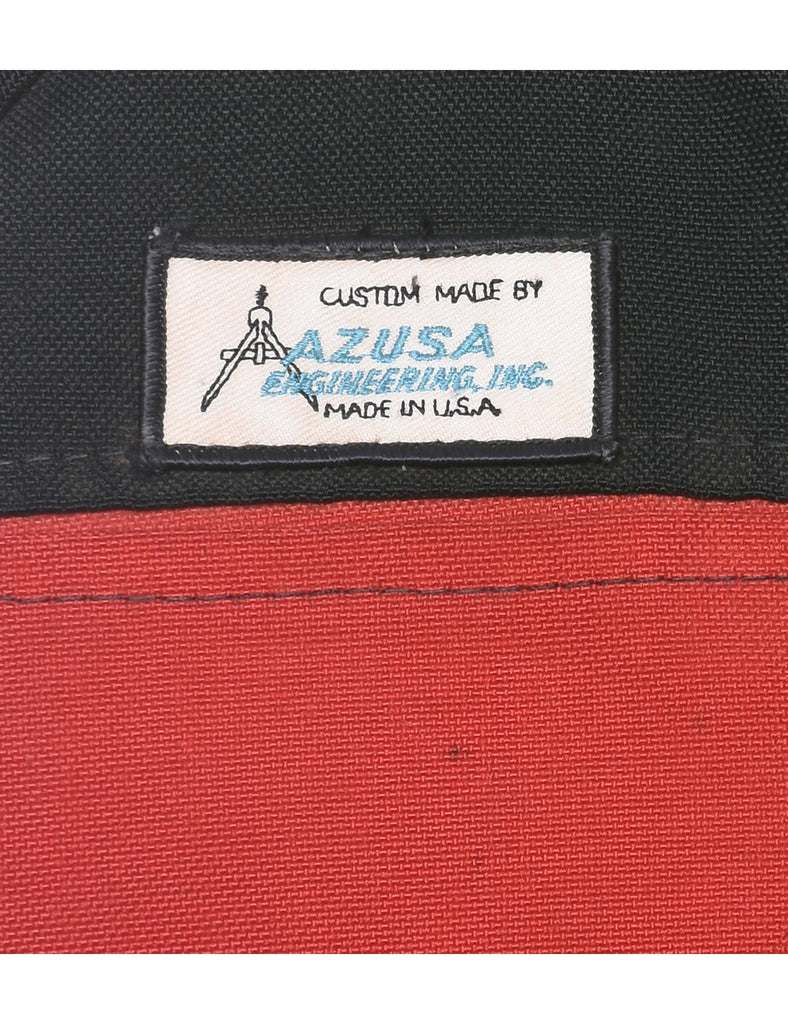 CUSTOM MADE BY
AZUSA
ENGINEERING, INC.
MADE IN U.S.A.